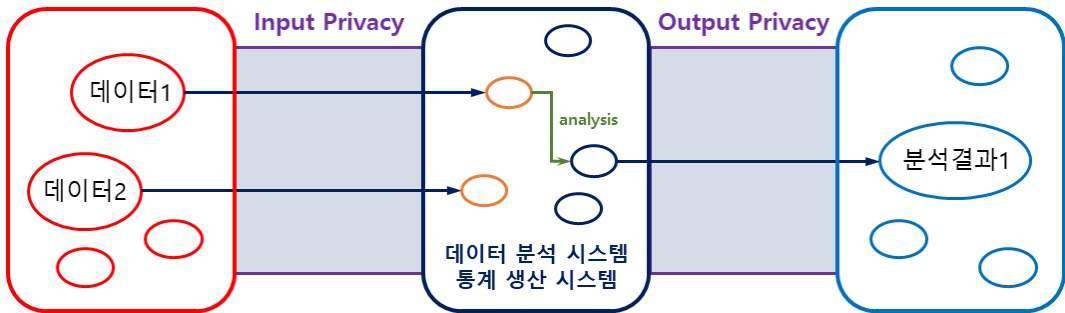 Input Privacy
Output Privacy
데이터1
analysis
분석결과1
데이터2
데이터 분석 시스템
통계 생산 시스템